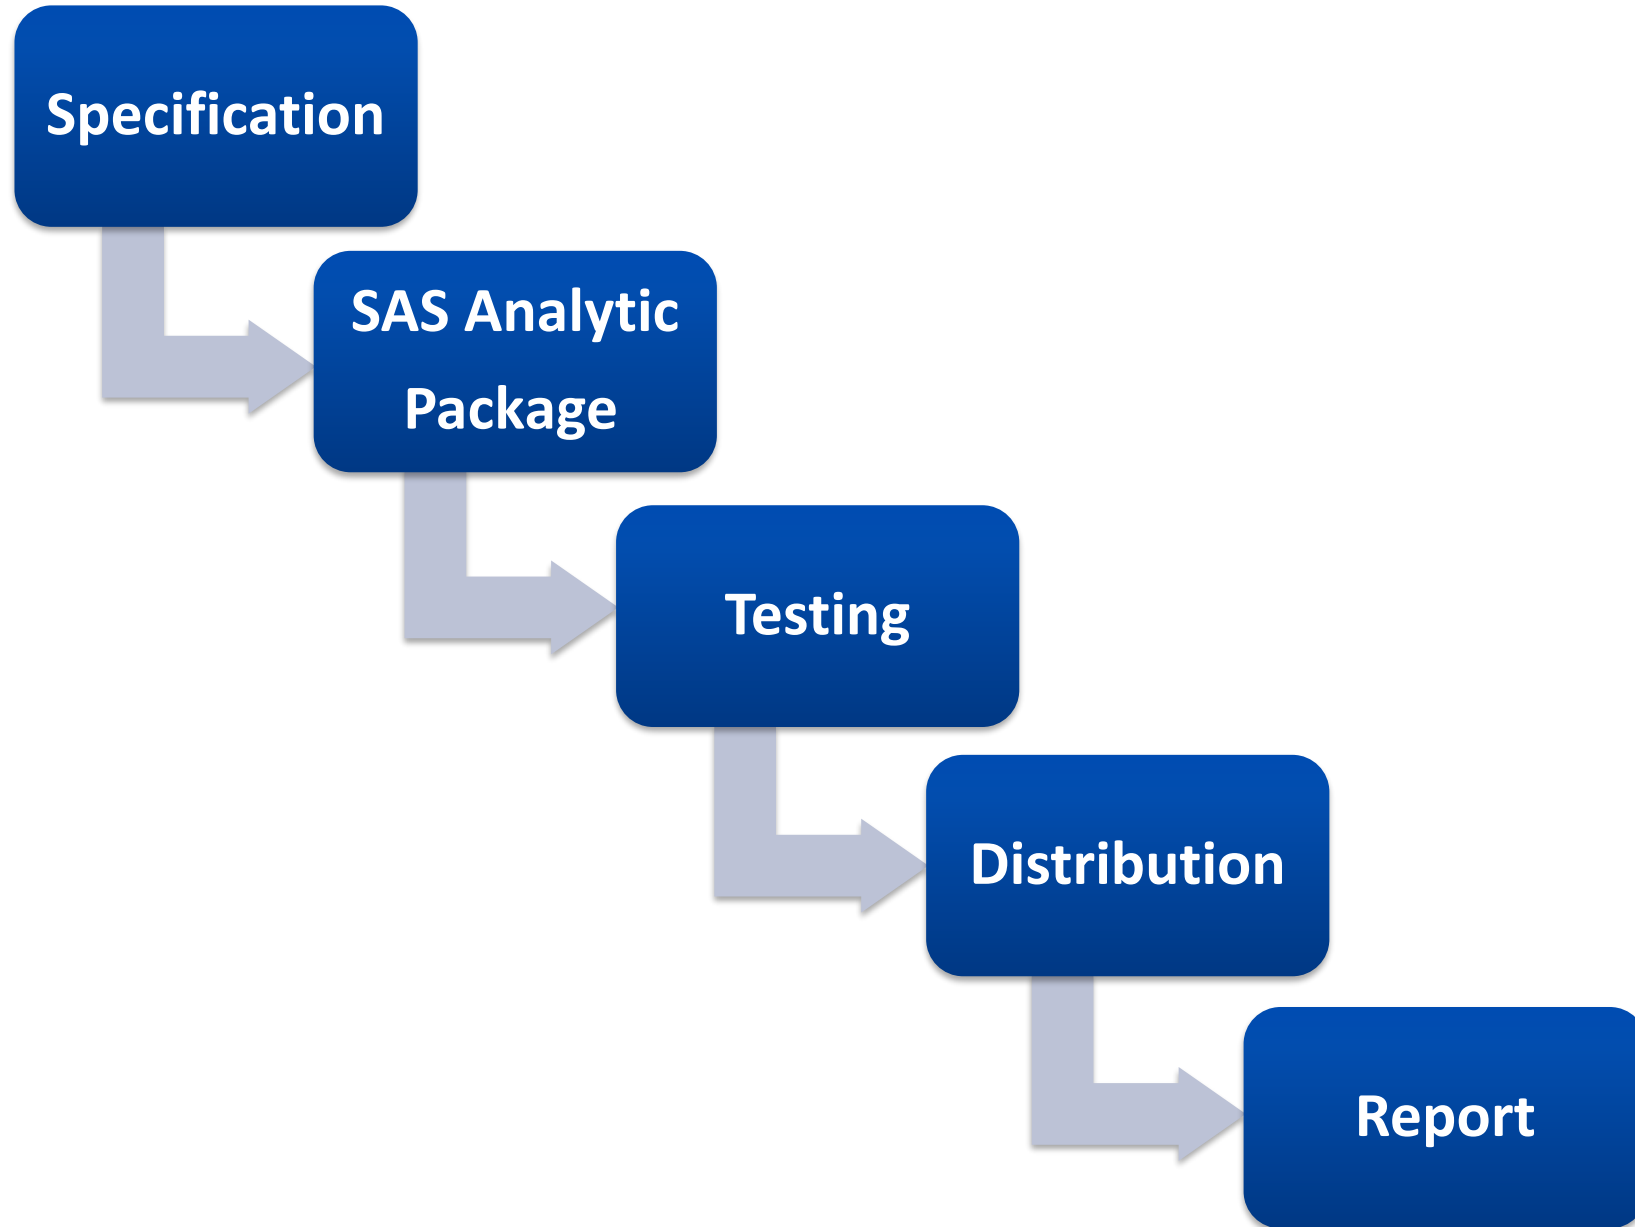 Specification
SAS Analytic
Package
Testing
Distribution
Report